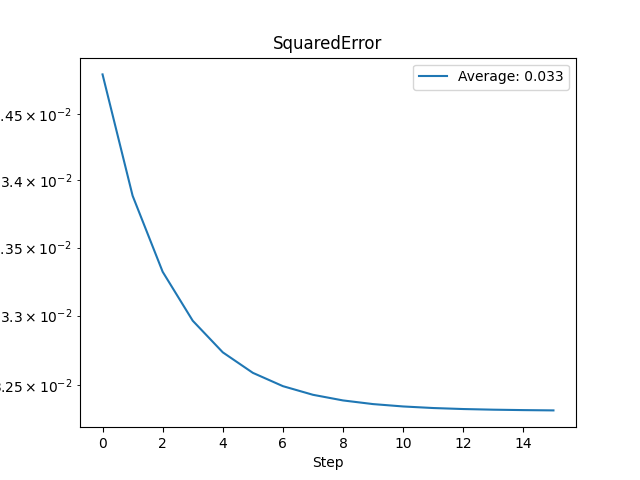 SquaredError
Average: 0.033
.45 × 10⁻²
3.4 × 10⁻²
.35 × 10⁻²
3.3 × 10⁻²
.25 × 10⁻²
0 2 4 6 8 10 12 14
Step